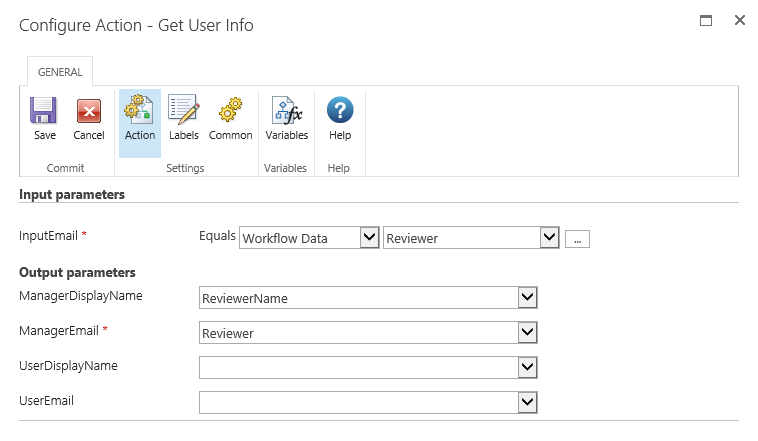 Configure Action - Get User Info
GENERAL
Save Cancel Action Labels Common Variables Help
Commit Settings Variables Help
Input parameters
InputEmail * Equals Workflow Data Reviewer ...
Output parameters
ManagerDisplayName ReviewerName
ManagerEmail * Reviewer
UserDisplayName
UserEmail